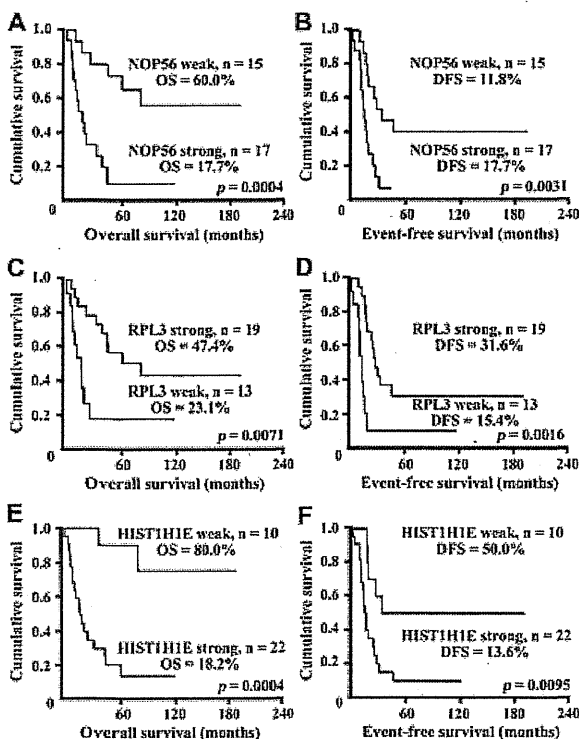 A
Cumulative survival
1.0
0.8
0.6
0.4
0.2
0
NOP56 weak, n = 15
OS = 60.0%
NOP56 strong, n = 17
OS = 17.7%
p = 0.0004
60 120 180 240
Overall survival (months)
B
Cumulative survival
1.0
0.8
0.6
0.4
0.2
0
NOP56 weak, n = 15
DFS = 11.8%
NOP56 strong, n = 17
DFS = 17.7%
p = 0.0031
60 120 180 240
Event-free survival (months)
C
Cumulative survival
1.0
0.8
0.6
0.4
0.2
0
RPL3 strong, n = 19
OS = 47.4%
RPL3 weak, n = 13
OS = 23.1%
p = 0.0071
60 120 180 240
Overall survival (months)
D
Cumulative survival
1.0
0.8
0.6
0.4
0.2
0
RPL3 strong, n = 19
DFS = 31.6%
RPL3 weak, n = 13
DFS = 15.4%
p = 0.0016
60 120 180 240
Event-free survival (months)
E
Cumulative survival
1.0
0.8
0.6
0.4
0.2
0
HIST1H1E weak, n = 10
OS = 80.0%
HIST1H1E strong, n = 22
OS = 18.2%
p = 0.0004
60 120 180 240
Overall survival (months)
F
Cumulative survival
1.0
0.8
0.6
0.4
0.2
0
HIST1H1E weak, n = 10
DFS = 50.0%
HIST1H1E strong, n = 22
DFS = 13.6%
p = 0.0095
60 120 180 240
Event-free survival (months)